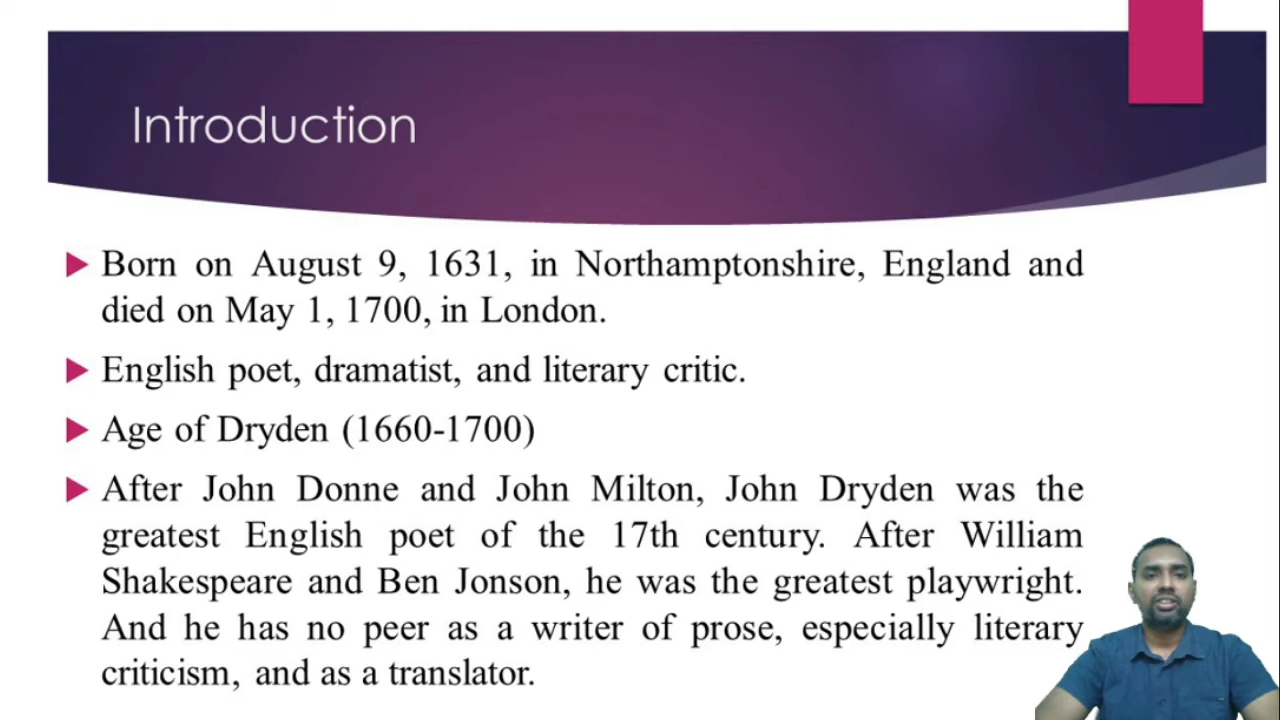 Introduction
Born on August 9, 1631, in Northamptonshire, England and
died on May 1, 1700, in London.
English poet, dramatist, and literary critic.
Age of Dryden (1660-1700)
After John Donne and John Milton, John Dryden was the
greatest English poet of the 17th century. After William
Shakespeare and Ben Jonson, he was the greatest playwright.
And he has no peer as a writer of prose, especially literary
criticism, and as a translator.